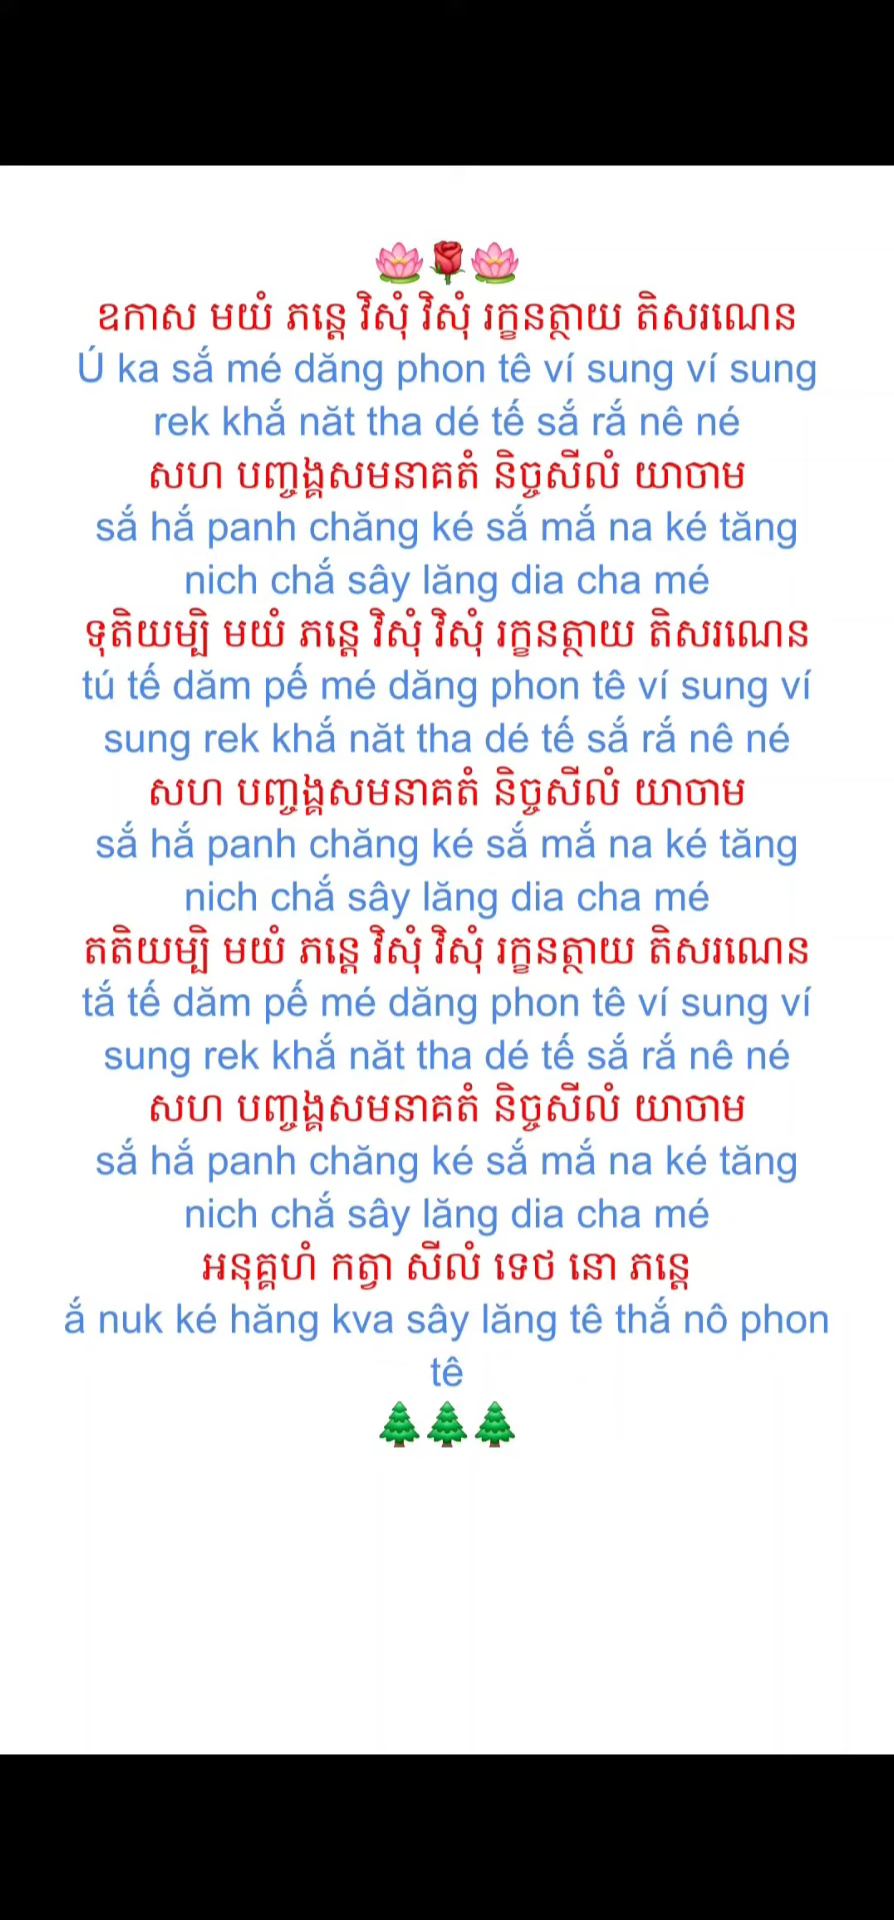 ឧកាស មយំ ភន្តេ វិសុំ វិសុំ រក្ខនត្ថាយ តិសរណេន
Ú ka sắ mé dăng phon tê ví sung ví sung
rek khắ năt tha dé tế sắ rắ nê né
សហ បញ្ចង្គសមនាគតំ និច្ចសីលំ យាចាម
sắ hắ panh chăng ké sắ mắ na ké tăng
nich chắ sây lăng dia cha mé
ទុតិយម្បិ មយំ ភន្តេ វិសុំ វិសុំ រក្ខនត្ថាយ តិសរណេន
tú tế dăm pế mé dăng phon tê ví sung ví
sung rek khắ năt tha dé tế sắ rắ nê né
សហ បញ្ចង្គសមនាគតំ និច្ចសីលំ យាចាម
sắ hắ panh chăng ké sắ mắ na ké tăng
nich chắ sây lăng dia cha mé
តតិយម្បិ មយំ ភន្តេ វិសុំ វិសុំ រក្ខនត្ថាយ តិសរណេន
tắ tế dăm pế mé dăng phon tê ví sung ví
sung rek khắ năt tha dé tế sắ rắ nê né
សហ បញ្ចង្គសមនាគតំ និច្ចសីលំ យាចាម
sắ hắ panh chăng ké sắ mắ na ké tăng
nich chắ sây lăng dia cha mé
អនុគ្គហំ កត្វា សីលំ ទេថ នោ ភន្តេ
ắ nuk ké hăng kva sây lăng tê thắ nô phon
tê